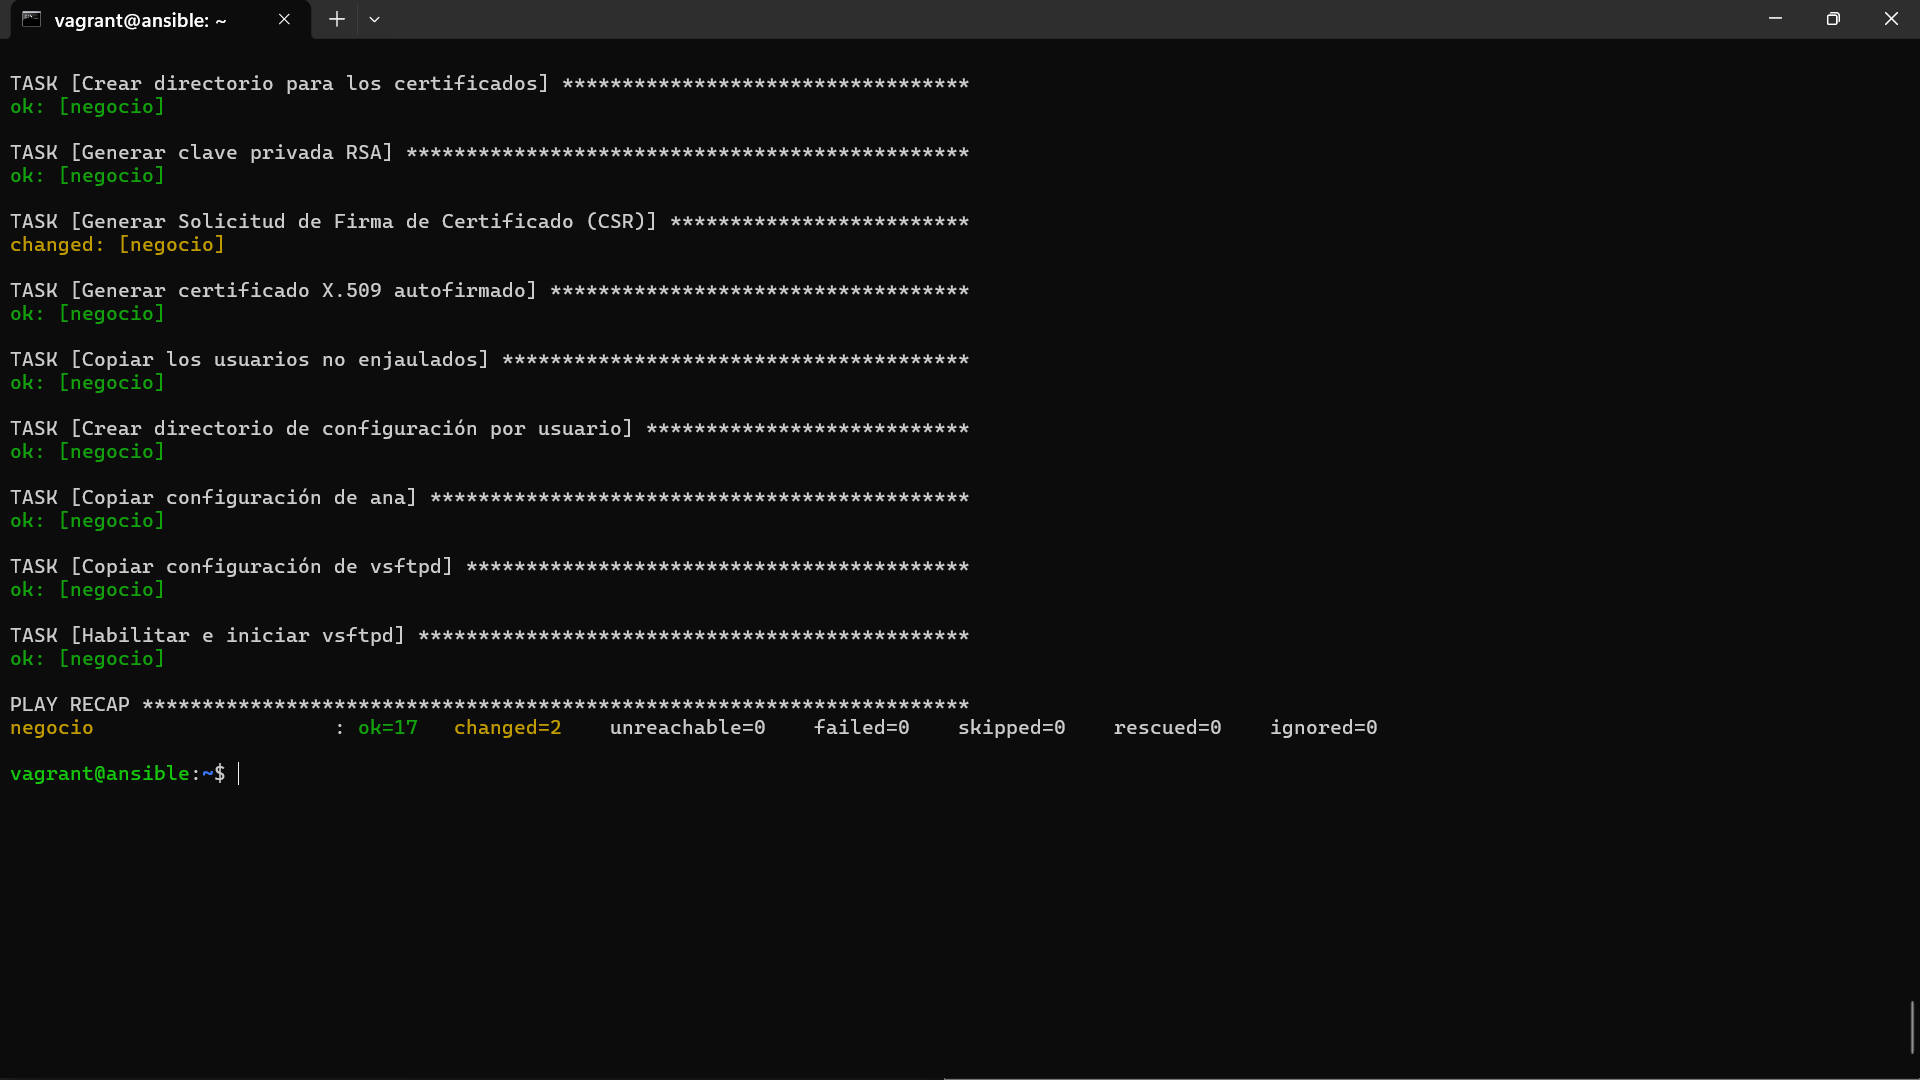 vagrant@ansible: ~
TASK [Crear directorio para los certificados] **********************************
ok: [negocio]
TASK [Generar clave privada RSA] ***********************************************
ok: [negocio]
TASK [Generar Solicitud de Firma de Certificado (CSR)] *************************
changed: [negocio]
TASK [Generar certificado X.509 autofirmado] ***********************************
ok: [negocio]
TASK [Copiar los usuarios no enjaulados] ***************************************
ok: [negocio]
TASK [Crear directorio de configuración por usuario] ***************************
ok: [negocio]
TASK [Copiar configuración de ana] *********************************************
ok: [negocio]
TASK [Copiar configuración de vsftpd] ******************************************
ok: [negocio]
TASK [Habilitar e iniciar vsftpd] **********************************************
ok: [negocio]
PLAY RECAP *********************************************************************
negocio                    : ok=17   changed=2    unreachable=0    failed=0    skipped=0    rescued=0    ignored=0
vagrant@ansible:~$